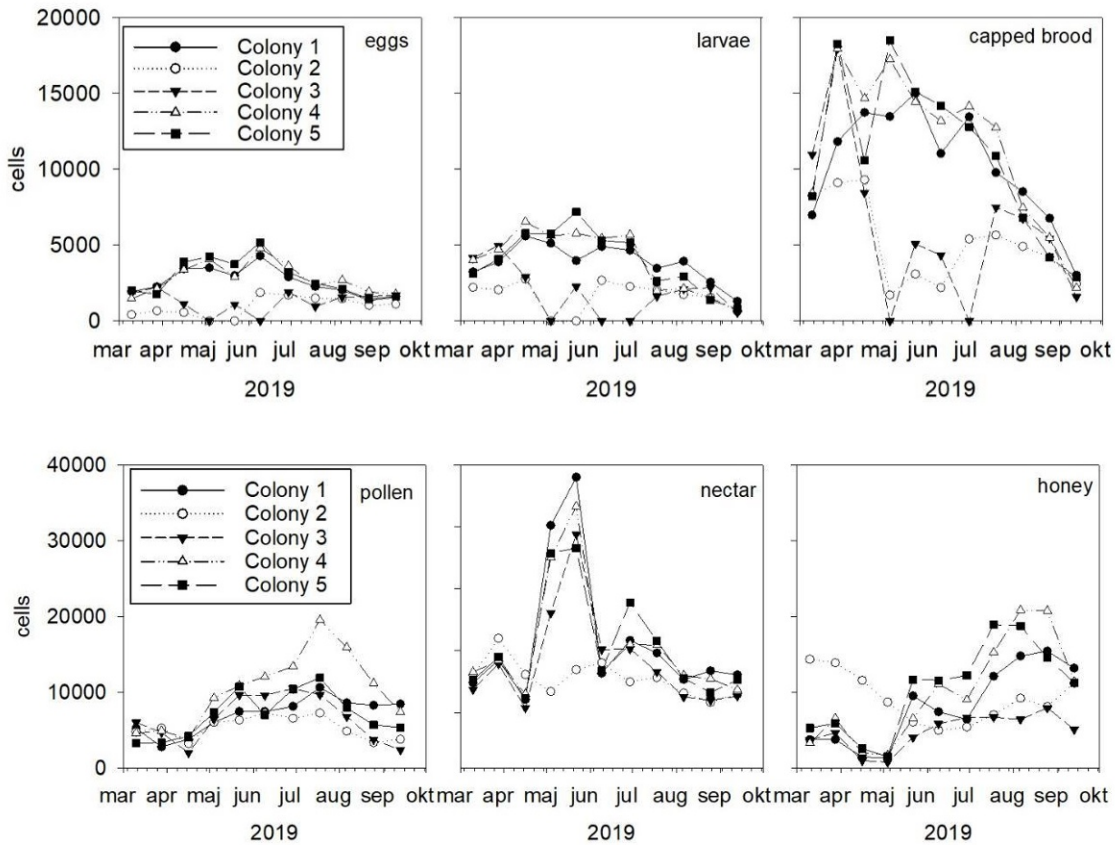 20000
15000
10000
5000
0
cells
Colony 1
Colony 2
Colony 3
Colony 4
Colony 5
eggs
larvae
capped brood
mar apr maj jun jul aug sep okt
mar apr maj jun jul aug sep okt
mar apr maj jun jul aug sep okt
2019
2019
2019
40000
30000
20000
10000
0
cells
Colony 1
Colony 2
Colony 3
Colony 4
Colony 5
pollen
nectar
honey
mar apr maj jun jul aug sep okt
mar apr maj jun jul aug sep okt
mar apr maj jun jul aug sep okt
2019
2019
2019